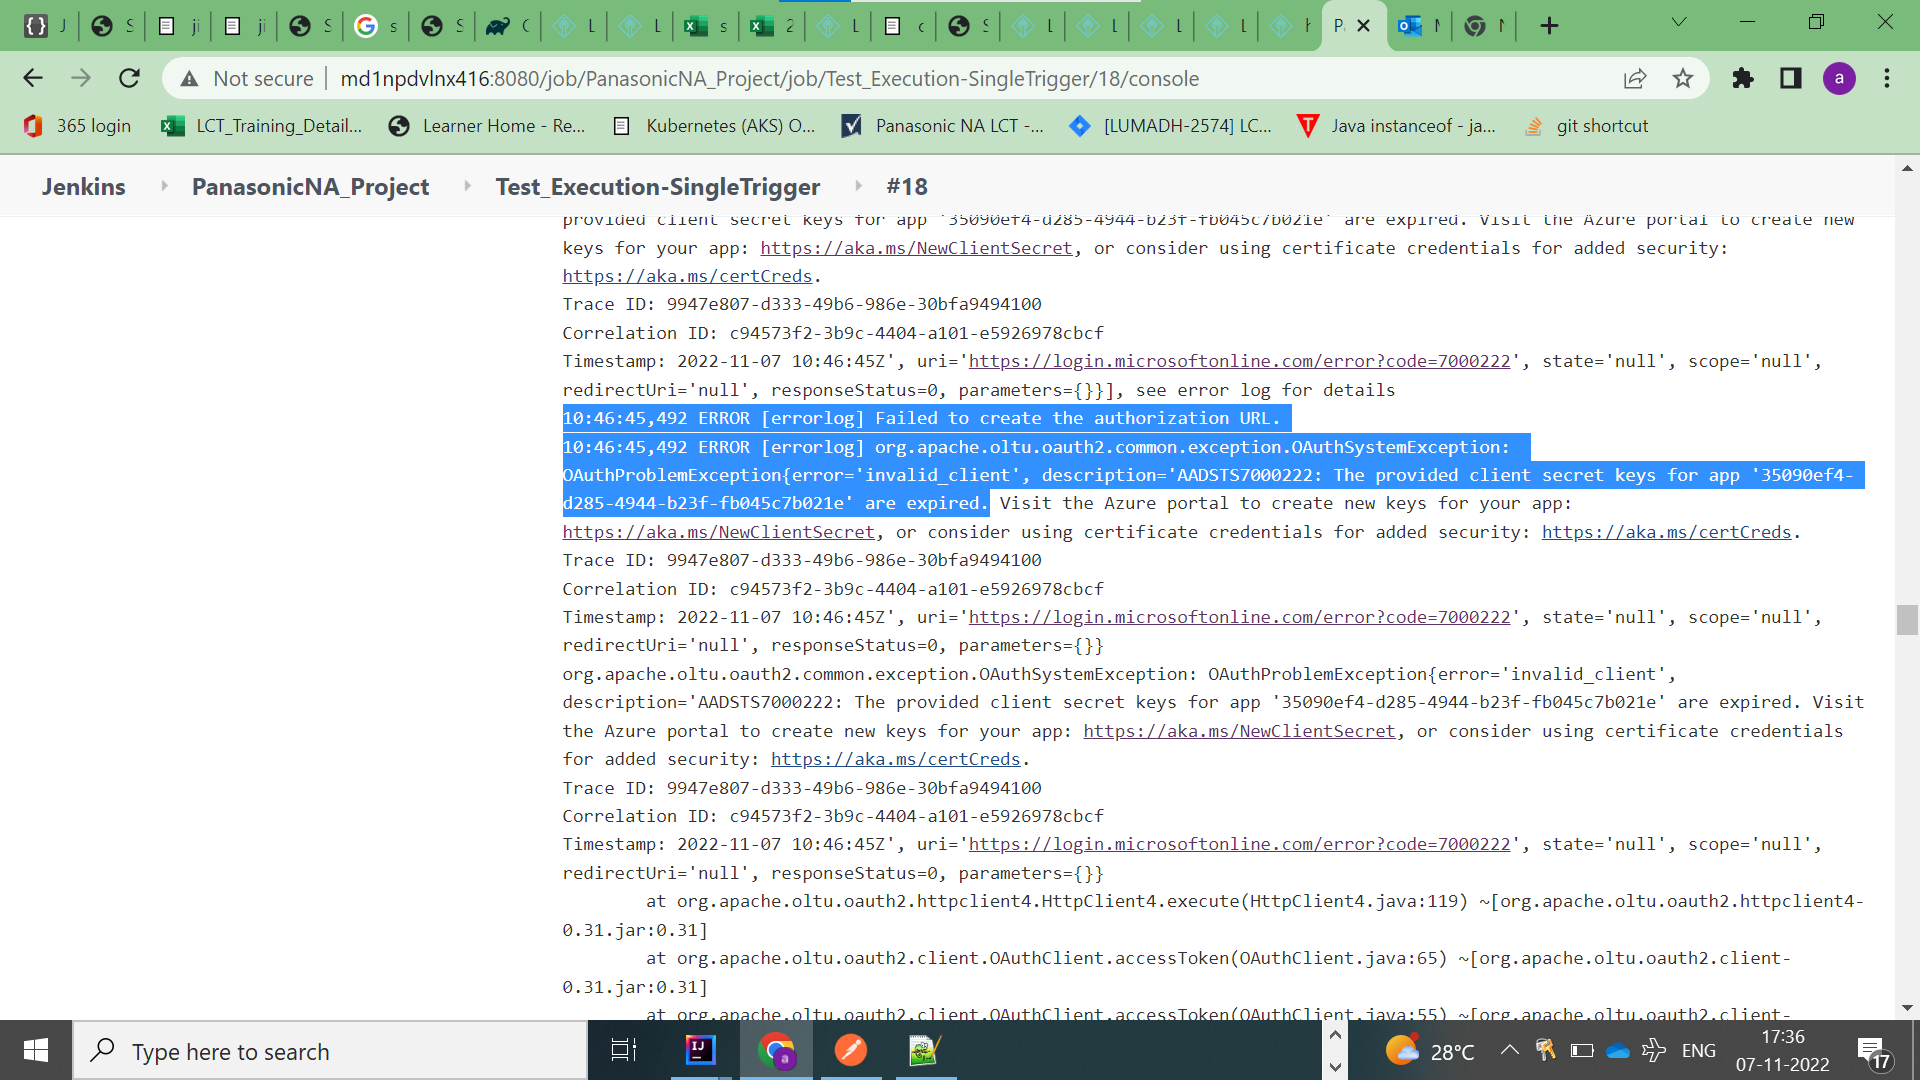 Not secure
md1npdvlnx416:8080/job/PanasonicNA_Project/job/Test_Execution-SingleTrigger/18/console
a
365 login
LCT_Training_Detail...
Learner Home - Re...
Kubernetes (AKS) O...
Panasonic NA LCT -...
[LUMADH-2574] LC...
Java instanceof - ja...
git shortcut
Jenkins PanasonicNA_Project Test_Execution-SingleTrigger #18
provided client secret keys for app '35090ef4-d285-4944-b23f-fb045c7b021e' are expired. Visit the Azure portal to create new
keys for your app: https://aka.ms/NewClientSecret, or consider using certificate credentials for added security:
https://aka.ms/certCreds.
Trace ID: 9947e807-d333-49b6-986e-30bfa9494100
Correlation ID: c94573f2-3b9c-4404-a101-e5926978cbcf
Timestamp: 2022-11-07 10:46:45Z', uri='https://login.microsoftonline.com/error?code=7000222', state='null', scope='null',
redirectUri='null', responseStatus=0, parameters={}}], see error log for details
10:46:45,492 ERROR [errorlog] Failed to create the authorization URL.
10:46:45,492 ERROR [errorlog] org.apache.oltu.oauth2.common.exception.OAuthSystemException:
OAuthProblemException{error='invalid_client', description='AADSTS7000222: The provided client secret keys for app '35090ef4-
d285-4944-b23f-fb045c7b021e' are expired. Visit the Azure portal to create new keys for your app:
https://aka.ms/NewClientSecret, or consider using certificate credentials for added security: https://aka.ms/certCreds.
Trace ID: 9947e807-d333-49b6-986e-30bfa9494100
Correlation ID: c94573f2-3b9c-4404-a101-e5926978cbcf
Timestamp: 2022-11-07 10:46:45Z', uri='https://login.microsoftonline.com/error?code=7000222', state='null', scope='null',
redirectUri='null', responseStatus=0, parameters={}}
org.apache.oltu.oauth2.common.exception.OAuthSystemException: OAuthProblemException{error='invalid_client',
description='AADSTS7000222: The provided client secret keys for app '35090ef4-d285-4944-b23f-fb045c7b021e' are expired. Visit
the Azure portal to create new keys for your app: https://aka.ms/NewClientSecret, or consider using certificate credentials
for added security: https://aka.ms/certCreds.
Trace ID: 9947e807-d333-49b6-986e-30bfa9494100
Correlation ID: c94573f2-3b9c-4404-a101-e5926978cbcf
Timestamp: 2022-11-07 10:46:45Z', uri='https://login.microsoftonline.com/error?code=7000222', state='null', scope='null',
redirectUri='null', responseStatus=0, parameters={}}
at org.apache.oltu.oauth2.httpclient4.HttpClient4.execute(HttpClient4.java:119) ~[org.apache.oltu.oauth2.httpclient4-
0.31.jar:0.31]
at org.apache.oltu.oauth2.client.OAuthClient.accessToken(OAuthClient.java:65) ~[org.apache.oltu.oauth2.client-
0.31.jar:0.31]
at org.apache.oltu.oauth2.client.OAuthClient.accessToken(OAuthClient.java:55) ~[org.apache.oltu.oauth2.client-
Type here to search
28°C
ENG
17:36
07-11-2022
17